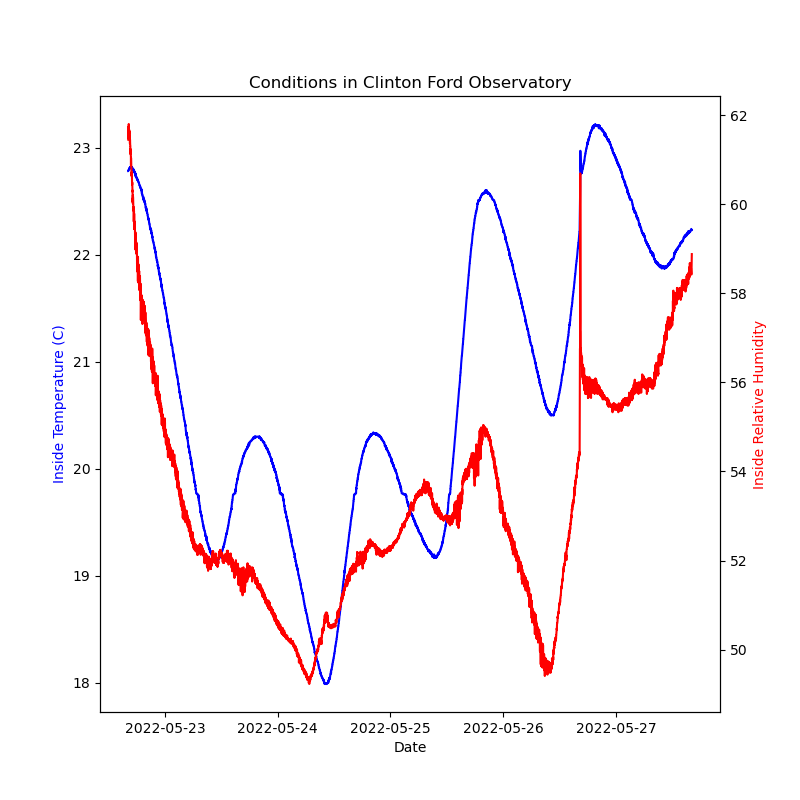 Conditions in Clinton Ford Observatory
Inside Temperature (C)
23
22
21
20
19
18
62
60
58
56
54
52
50
Inside Relative Humidity
2022-05-23 2022-05-24 2022-05-25 2022-05-26 2022-05-27
Date